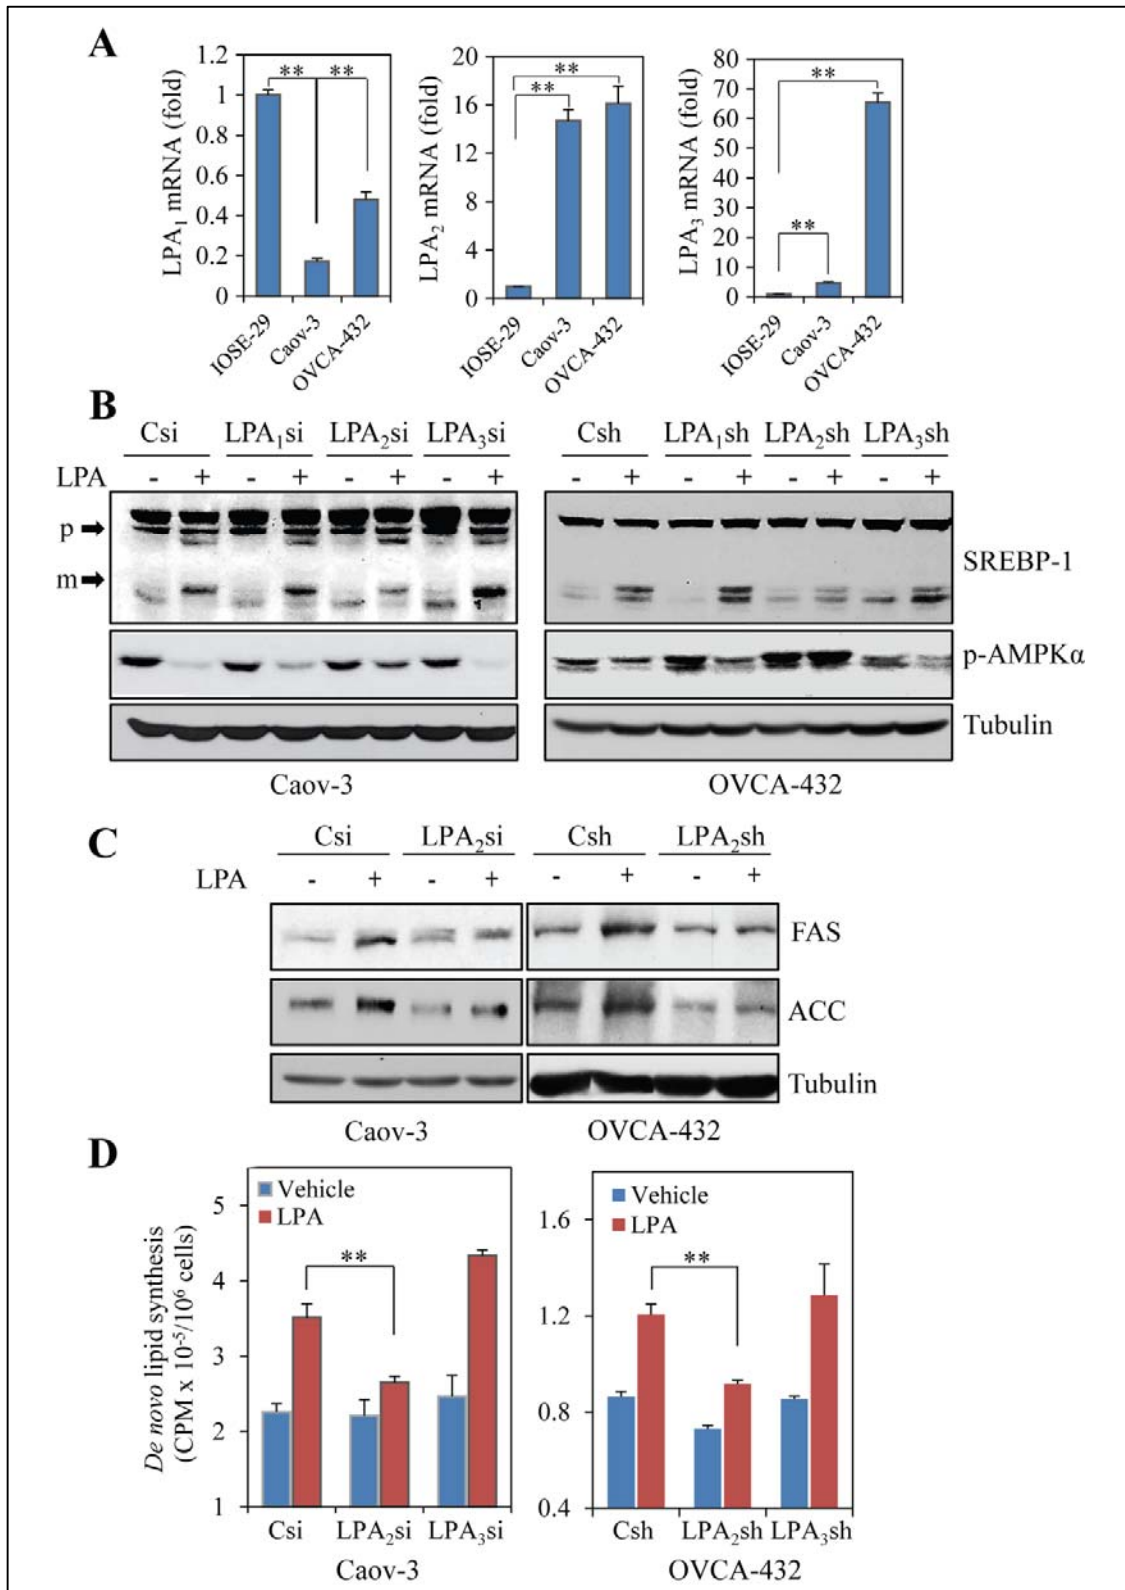 A
LPA₁ mRNA (fold)
1.2
1
0.8
0.6
0.4
0.2
0
** **
IOSE-29
Caov-3
OVCA-432
LPA₂ mRNA (fold)
20
16
12
8
4
0
**
**
IOSE-29
Caov-3
OVCA-432
LPA₃ mRNA (fold)
80
70
60
50
40
30
20
10
0
**
**
IOSE-29
Caov-3
OVCA-432
B
Csi LPA₁si LPA₂si LPA₃si
Csh LPA₁sh LPA₂sh LPA₃sh
LPA - + - + - + - +
- + - + - + - +
p
m
SREBP-1
p-AMPKα
Tubulin
Caov-3
OVCA-432
C
Csi LPA₂si Csh LPA₂sh
LPA - + - + - + - +
FAS
ACC
Tubulin
Caov-3
OVCA-432
D
De novo lipid synthesis
(CPM x 10⁻⁵/10⁶ cells)
5
4
3
2
1
Vehicle
LPA
**
Csi LPA₂si LPA₃si
Caov-3
1.6
1.2
0.8
0.4
Vehicle
LPA
**
Csh LPA₂sh LPA₃sh
OVCA-432